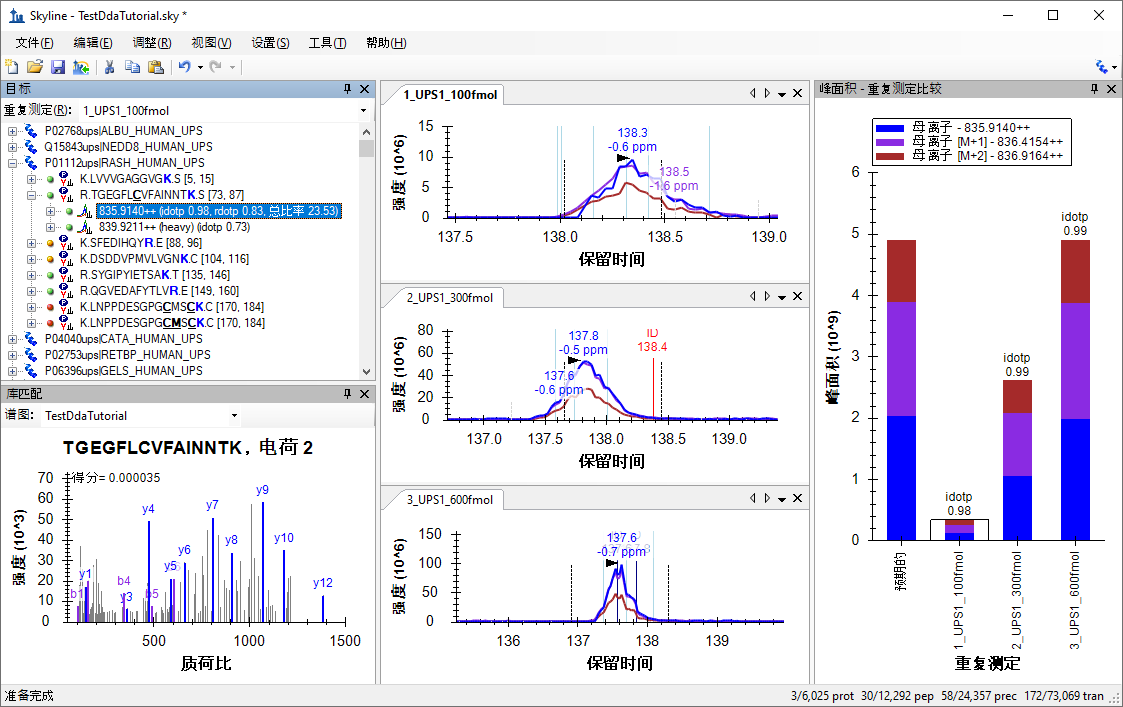 Skyline - TestDdaTutorial.sky *
文件(F) 编辑(E) 调整(R) 视图(V) 设置(S) 工具(T) 帮助(H)
目标
重复测定(R): 1_UPS1_100fmol
P02768ups|ALBU_HUMAN_UPS
Q15843ups|NEDD8_HUMAN_UPS
P01112ups|RASH_HUMAN_UPS
K.LVVVGAGGVGK.S [5, 15]
R.TGEGFLCVFAINNTK.S [73, 87]
835.9140++ (idotp 0.98, rdotp 0.83, 总比率 23.53)
839.9211++ (heavy) (idotp 0.73)
K.SFEDIHQYR.E [88, 96]
K.DSDDVPMVLVGNK.C [104, 116]
R.SYGIPYIETSAK.T [135, 146]
R.QGVEDAFYTLVR.E [149, 160]
K.LNPPDESGPGCMSCK.C [170, 184]
K.LNPPDESGPGCMSCK.C [170, 184]
P04040ups|CATA_HUMAN_UPS
P02753ups|RETBP_HUMAN_UPS
P06396ups|GELS_HUMAN_UPS
库匹配
谱图: TestDdaTutorial
TGEGFLCVFAINNTK, 电荷 2
得分= 0.000035
强度 (10^3)
70
60
50
40
30
20
10
0
b1
y1
y3
b4
y4
b5
y5
y6
y7
y8
y9
y10
y12
500 1000 1500
质荷比
1_UPS1_100fmol
强度 (10^6)
15
10
5
0
138.3
-0.6 ppm
138.5
-1.6 ppm
137.5 138.0 138.5 139.0
保留时间
2_UPS1_300fmol
强度 (10^6)
80
60
40
20
0
137.8
-0.5 ppm
137.6
-0.6 ppm
ID
138.4
137.0 137.5 138.0 138.5 139.0
保留时间
3_UPS1_600fmol
强度 (10^6)
150
100
50
0
137.6
-0.7 ppm
136 137 138 139
保留时间
峰面积 - 重复测定比较
母离子 - 835.9140++
母离子 [M+1] - 836.4154++
母离子 [M+2] - 836.9164++
峰面积 (10^9)
6
5
4
3
2
1
0
idotp
0.98
idotp
0.99
idotp
0.99
预期的
1_UPS1_100fmol
2_UPS1_300fmol
3_UPS1_600fmol
重复测定
准备完成
3/6,025 prot 30/12,292 pep 58/24,357 prec 172/73,069 tran